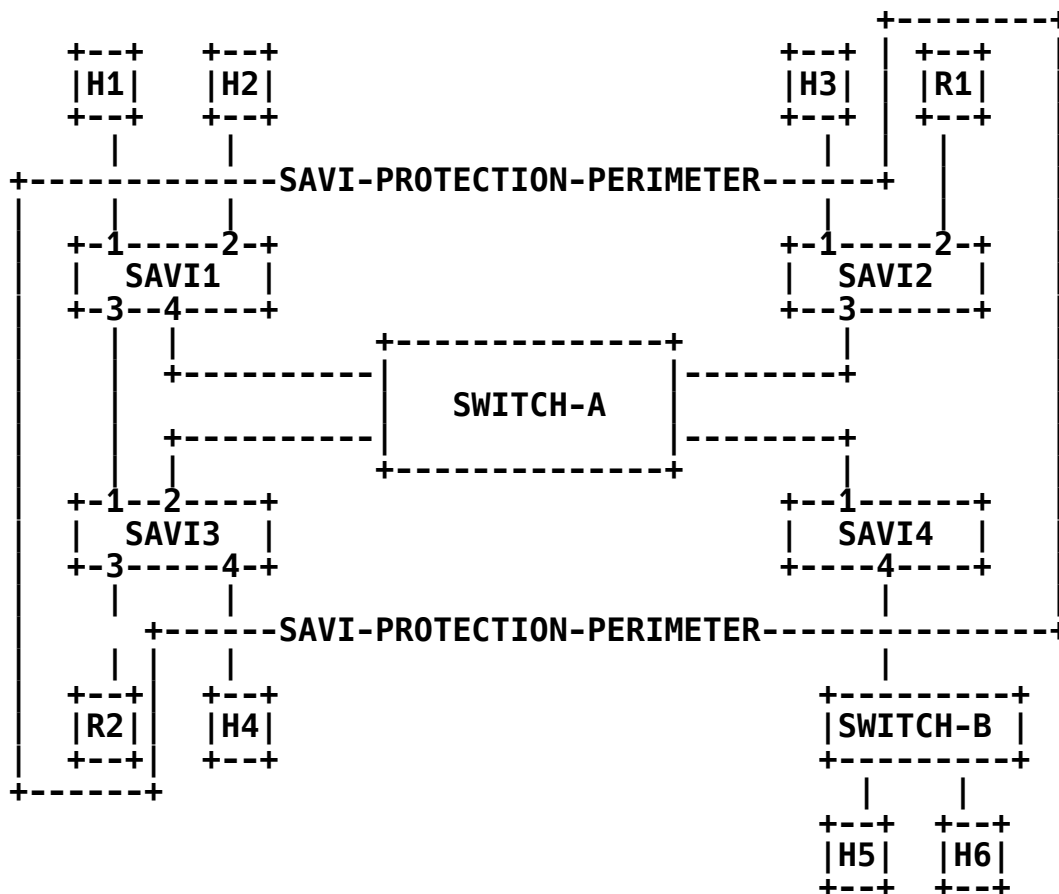 H1 H2 H3 R1
SAVI-PROTECTION-PERIMETER
1 2 1 2
SAVI1 SAVI2
3 4 3
SWITCH-A
1 2 1
SAVI3 SAVI4
3 4 4
SAVI-PROTECTION-PERIMETER
R2 H4 SWITCH-B
H5 H6